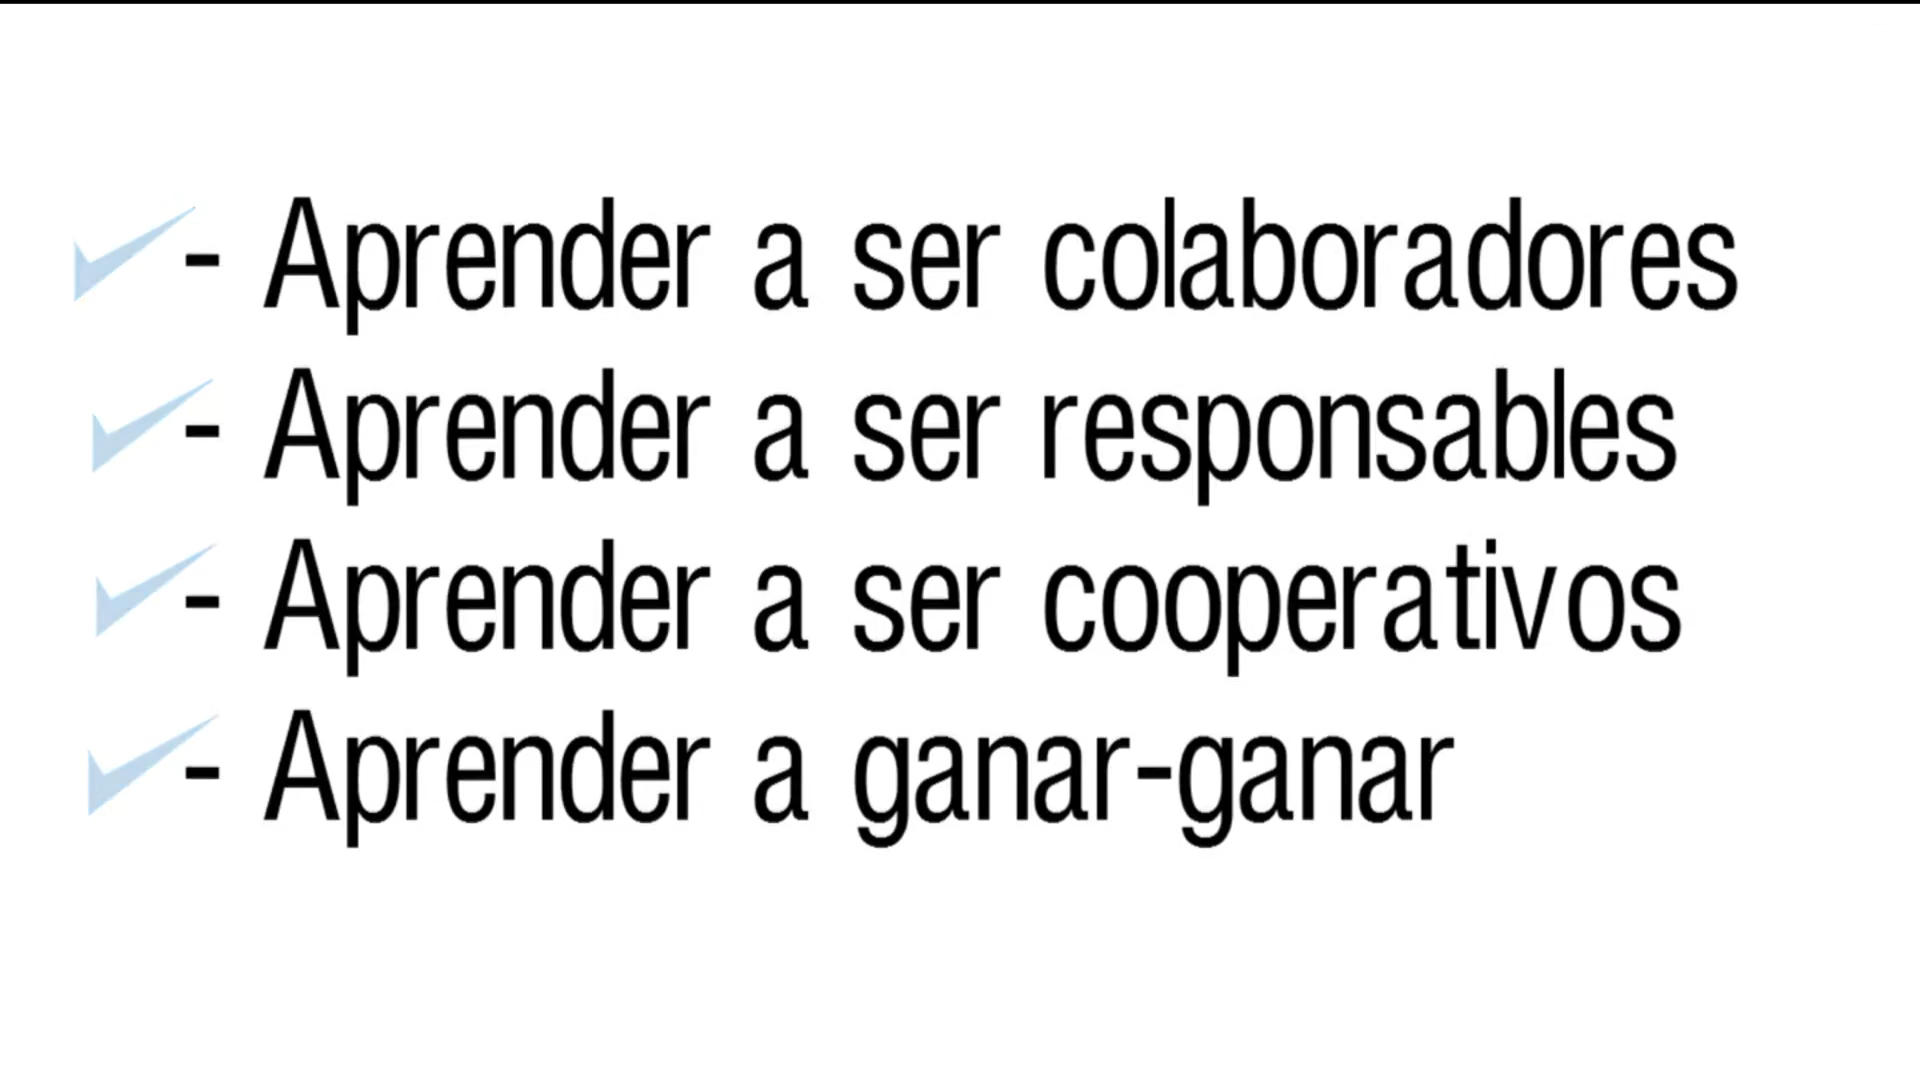 - Aprender a ser colaboradores
- Aprender a ser responsables
- Aprender a ser cooperativos
- Aprender a ganar-ganar